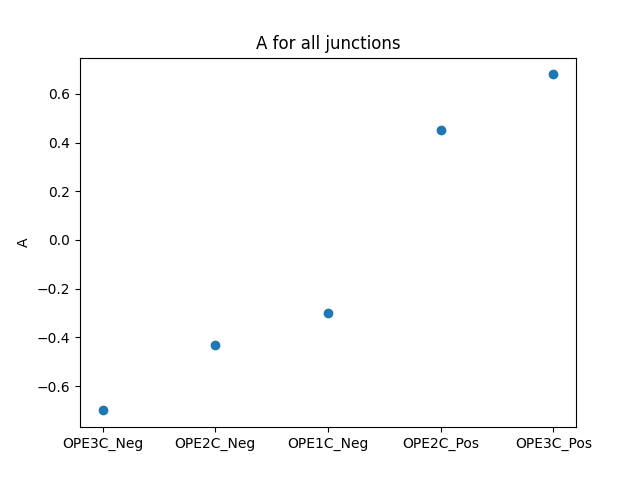 A for all junctions
A
0.6
0.4
0.2
0.0
−0.2
−0.4
−0.6
OPE3C_Neg OPE2C_Neg OPE1C_Neg OPE2C_Pos OPE3C_Pos